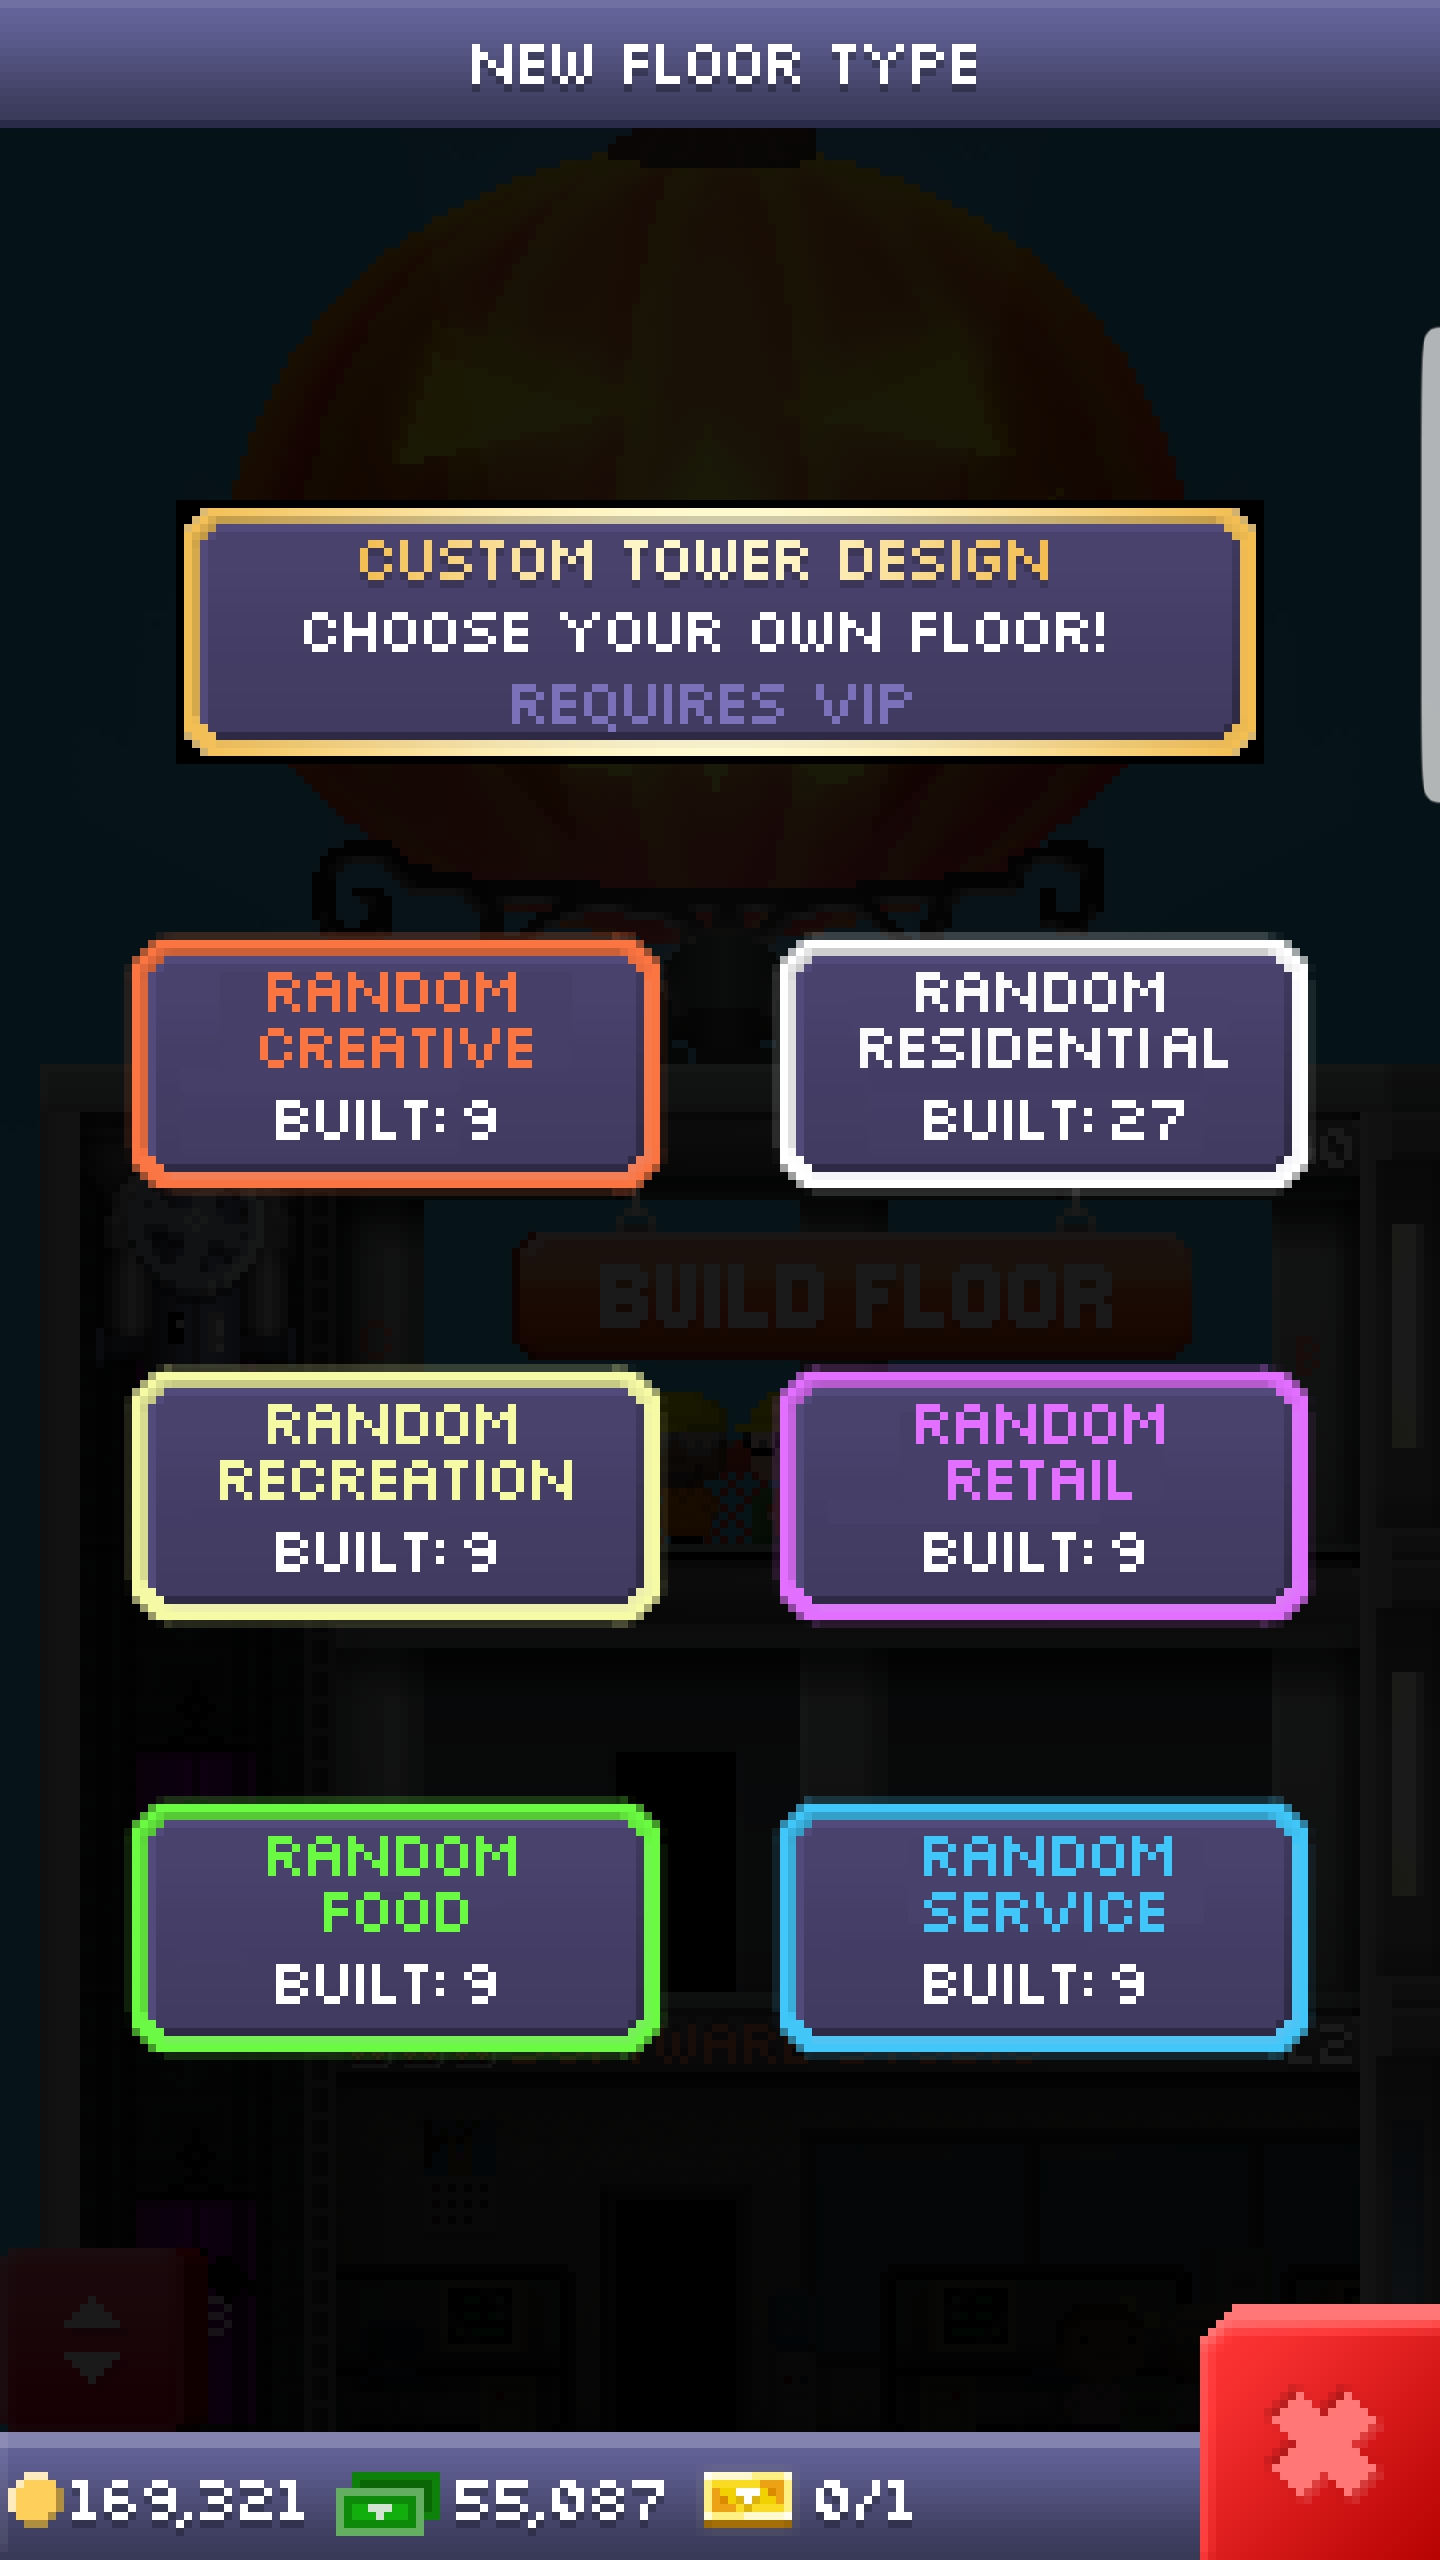 NEW FLOOR TYPE
CUSTOM TOWER DESIGN
CHOOSE YOUR OWN FLOOR!
REQUIRES VIP
RANDOM
CREATIVE
BUILT: 9
RANDOM
RESIDENTIAL
BUILT: 27
BUILD FLOOR
RANDOM
RECREATION
BUILT: 9
RANDOM
RETAIL
BUILT: 9
RANDOM
FOOD
BUILT: 9
RANDOM
SERVICE
BUILT: 9
169,321 55,087 0/1